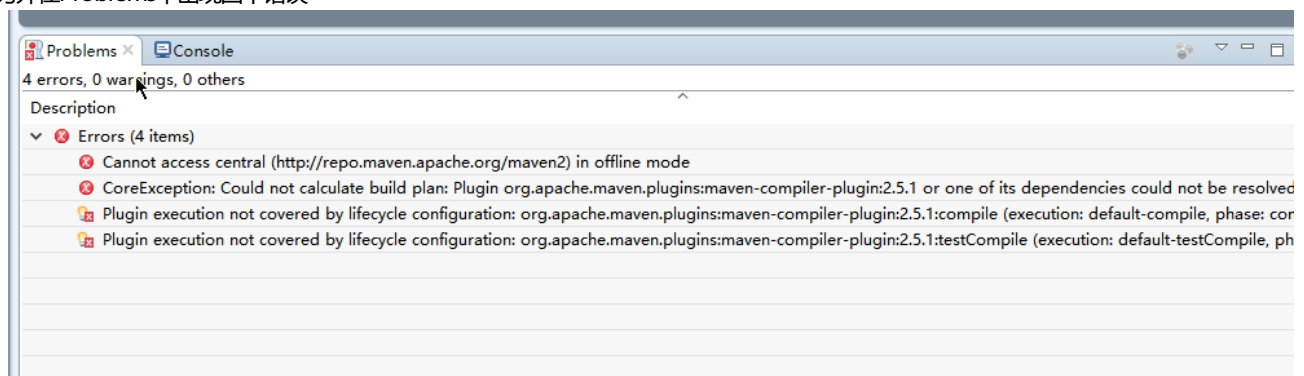 Problems
Console
4 errors, 0 warnings, 0 others
Description
Errors (4 items)
Cannot access central (http://repo.maven.apache.org/maven2) in offline mode
CoreException: Could not calculate build plan: Plugin org.apache.maven.plugins:maven-compiler-plugin:2.5.1 or one of its dependencies could not be resolved
Plugin execution not covered by lifecycle configuration: org.apache.maven.plugins:maven-compiler-plugin:2.5.1:compile (execution: default-compile, phase: cor
Plugin execution not covered by lifecycle configuration: org.apache.maven.plugins:maven-compiler-plugin:2.5.1:testCompile (execution: default-testCompile, ph